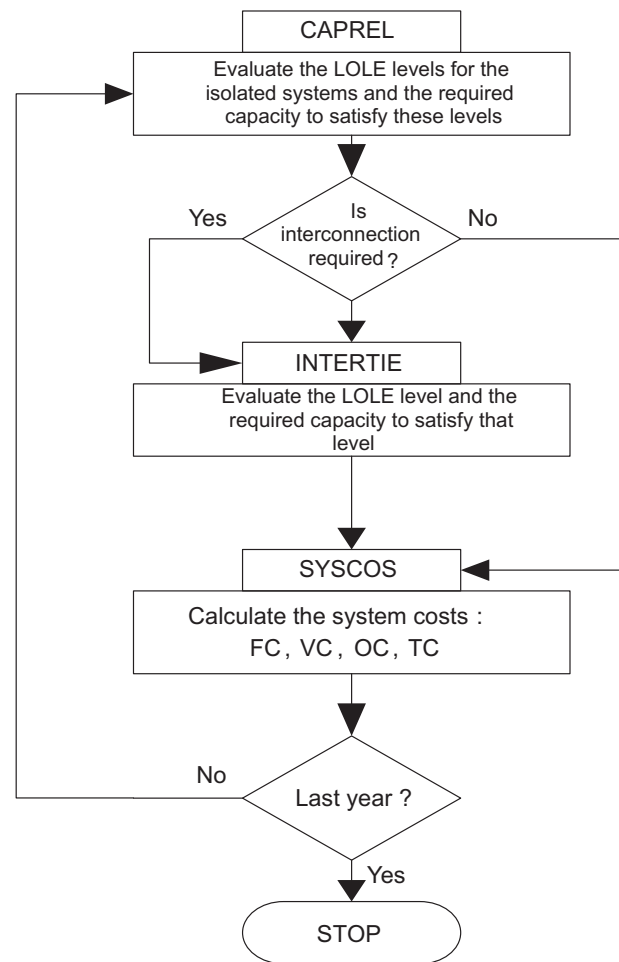 CAPREL
Evaluate the LOLE levels for the
isolated systems and the required
capacity to satisfy these levels
Yes
Is
interconnection
required ?
No
INTERTIE
Evaluate the LOLE level and the
required capacity to satisfy that
level
SYSCOS
Calculate the system costs :
FC , VC , OC , TC
No
Last year ?
Yes
STOP